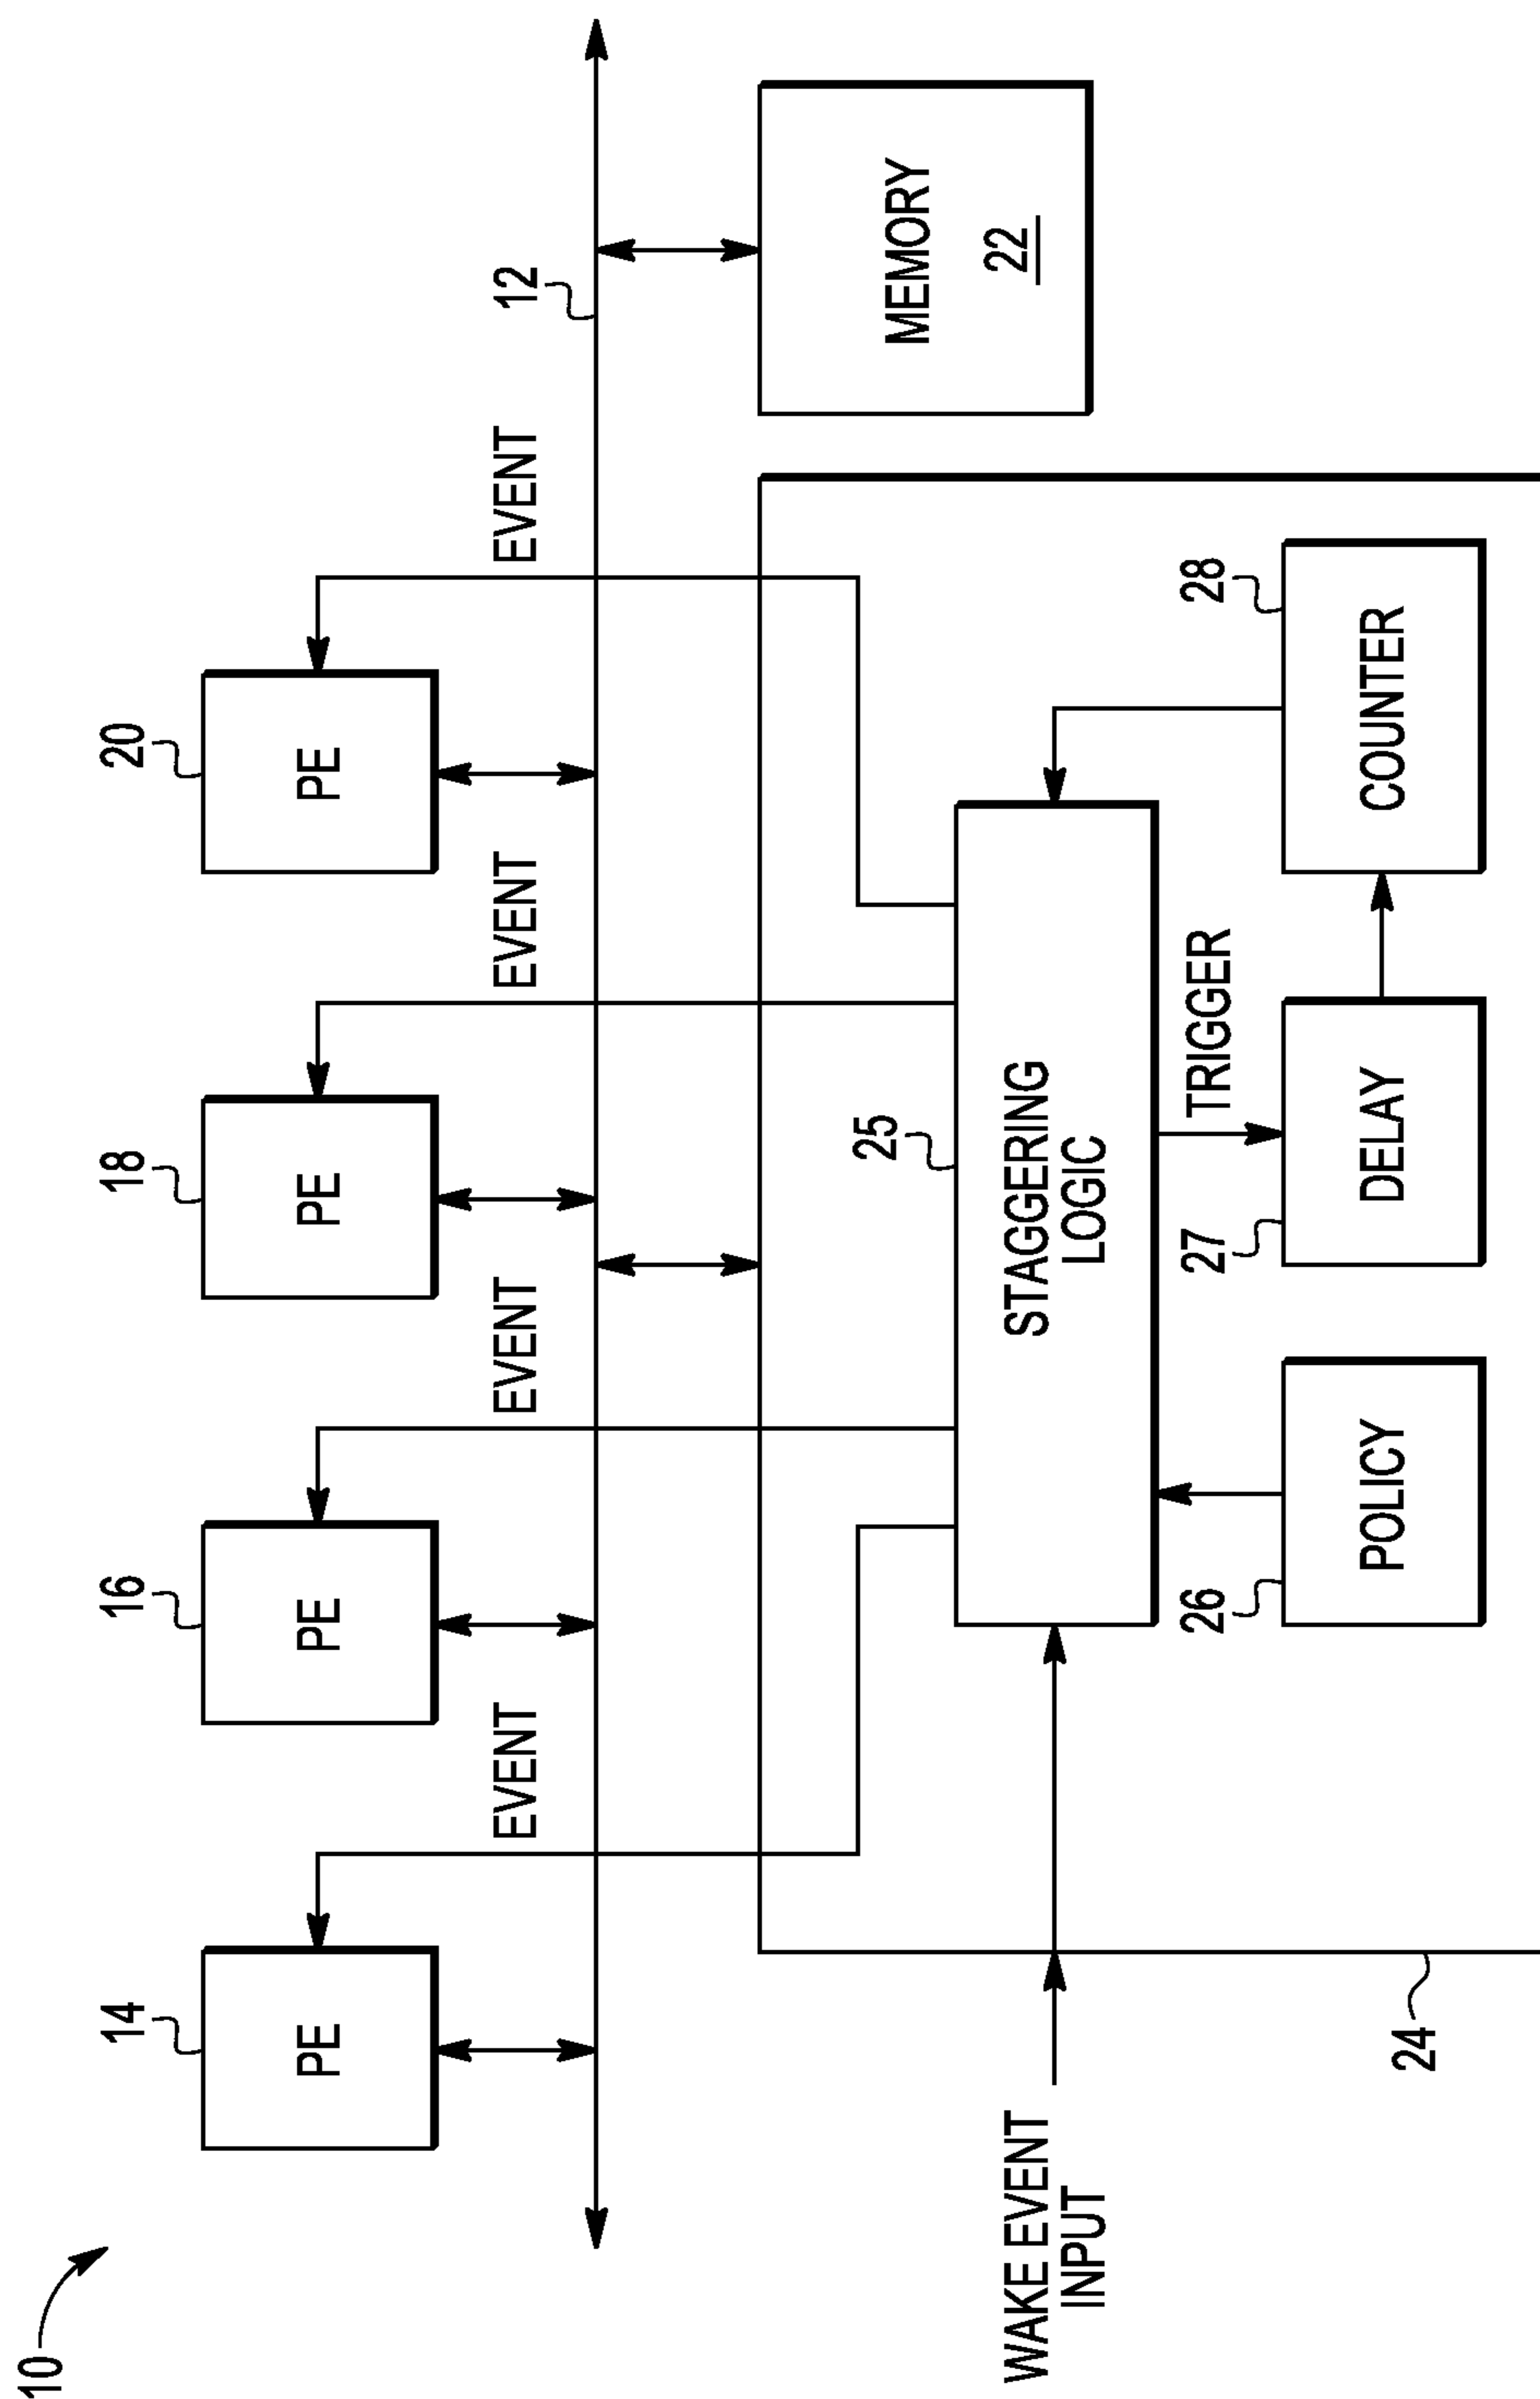 10
14
16
18
20
PE
PE
PE
PE
EVENT
EVENT
EVENT
EVENT
12
MEMORY
22
25
WAKE EVENT
INPUT
STAGGERING
LOGIC
TRIGGER
26
27
28
POLICY
DELAY
COUNTER
24